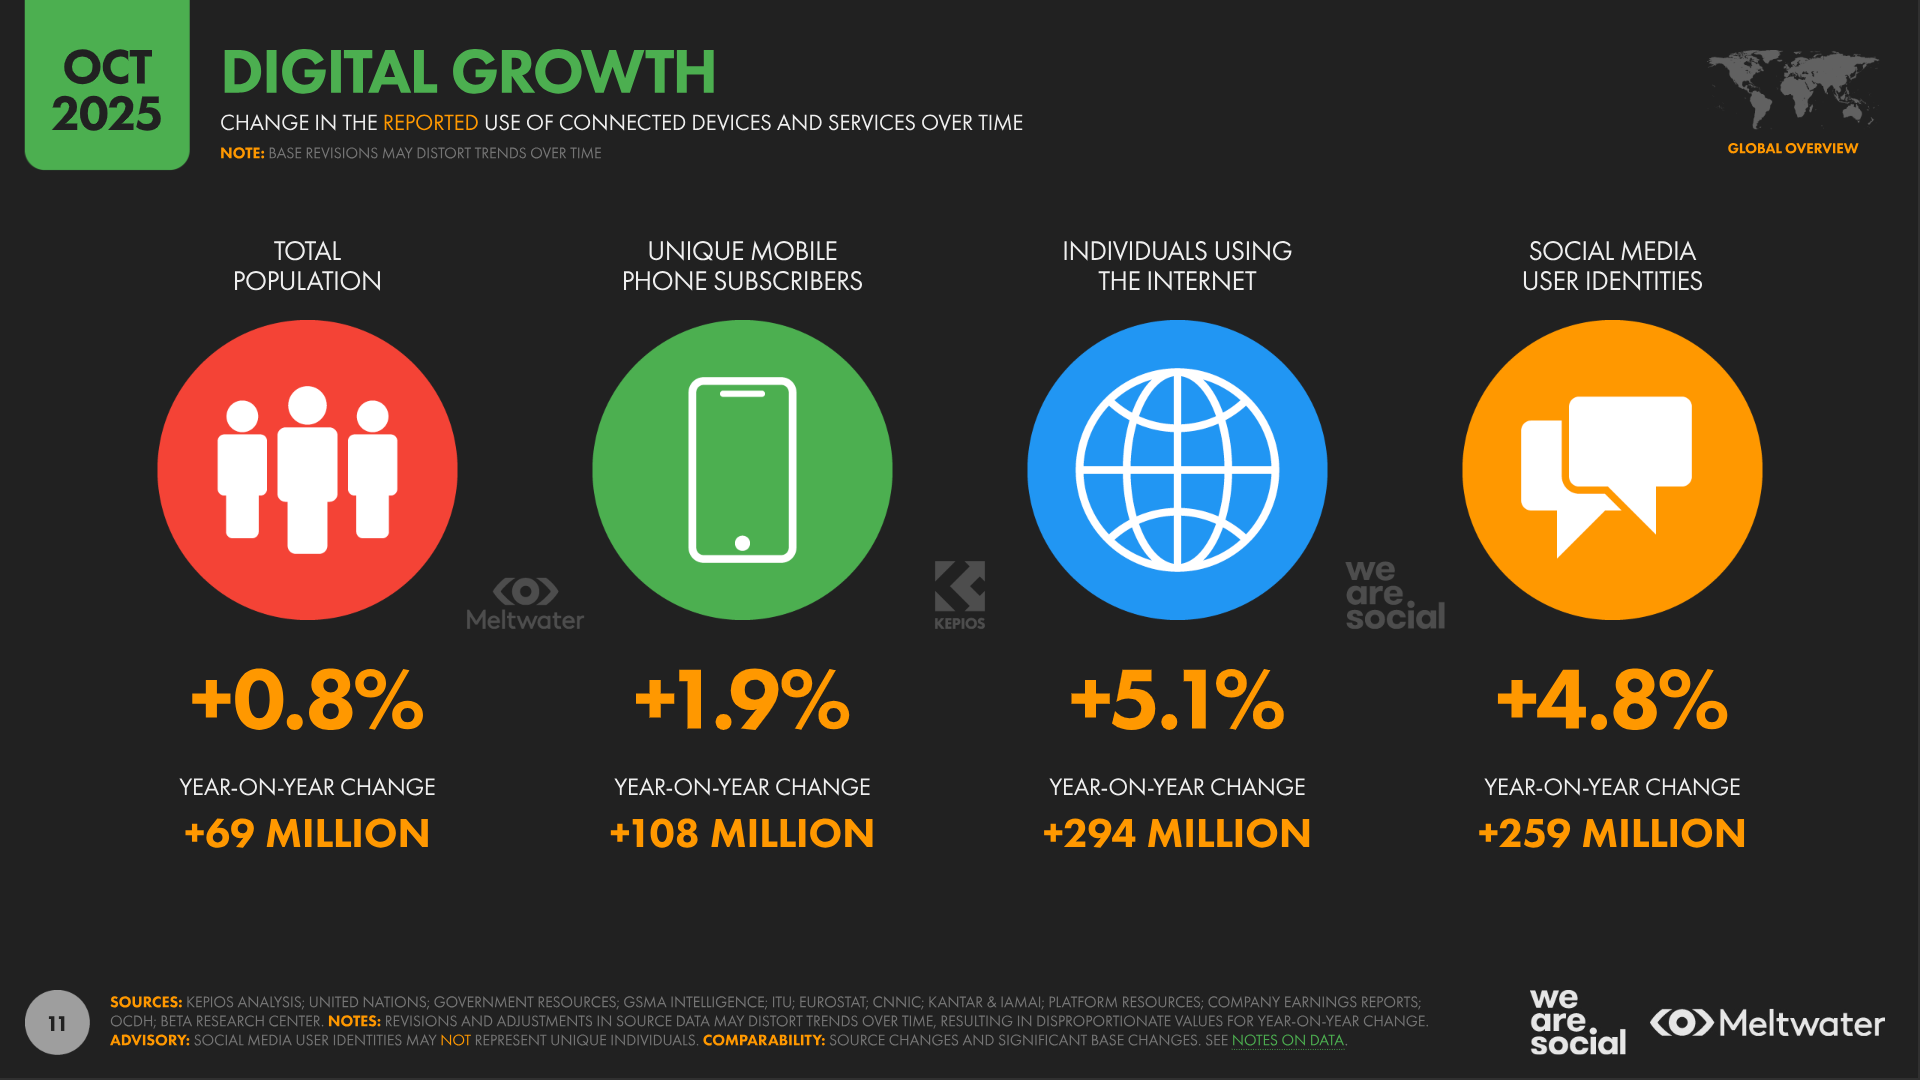 OCT
2025
DIGITAL GROWTH
CHANGE IN THE REPORTED USE OF CONNECTED DEVICES AND SERVICES OVER TIME
NOTE: BASE REVISIONS MAY DISTORT TRENDS OVER TIME
GLOBAL OVERVIEW
TOTAL
POPULATION
UNIQUE MOBILE
PHONE SUBSCRIBERS
INDIVIDUALS USING
THE INTERNET
SOCIAL MEDIA
USER IDENTITIES
Meltwater
KEPIOS
we
are
social
+0.8%
+1.9%
+5.1%
+4.8%
YEAR-ON-YEAR CHANGE
YEAR-ON-YEAR CHANGE
YEAR-ON-YEAR CHANGE
YEAR-ON-YEAR CHANGE
+69 MILLION
+108 MILLION
+294 MILLION
+259 MILLION
11
SOURCES: KEPIOS ANALYSIS; UNITED NATIONS; GOVERNMENT RESOURCES; GSMA INTELLIGENCE; ITU; EUROSTAT; CNNIC; KANTAR & IAMAI; PLATFORM RESOURCES; COMPANY EARNINGS REPORTS;
OCDH; BETA RESEARCH CENTER. NOTES: REVISIONS AND ADJUSTMENTS IN SOURCE DATA MAY DISTORT TRENDS OVER TIME, RESULTING IN DISPROPORTIONATE VALUES FOR YEAR-ON-YEAR CHANGE.
ADVISORY: SOCIAL MEDIA USER IDENTITIES MAY NOT REPRESENT UNIQUE INDIVIDUALS. COMPARABILITY: SOURCE CHANGES AND SIGNIFICANT BASE CHANGES. SEE NOTES ON DATA.
we
are
social
Meltwater